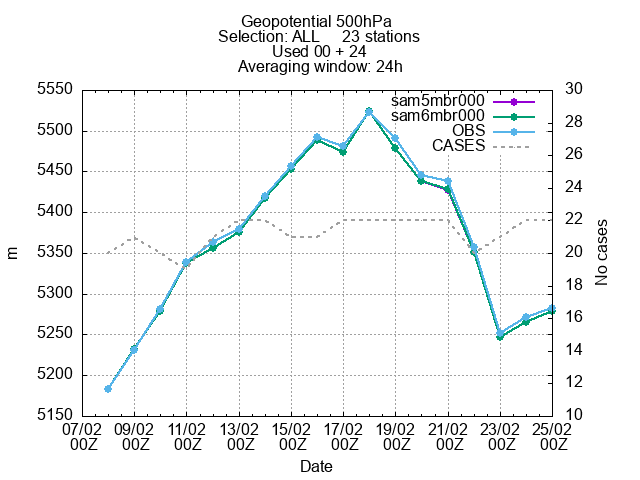 Geopotential 500hPa
Selection: ALL 23 stations
Used 00 + 24
Averaging window: 24h
sam5mbr000
sam6mbr000
OBS
CASES
5550
5500
5450
5400
5350
5300
5250
5200
5150
m
30
28
26
24
22
20
18
16
14
12
10
No cases
07/02 09/02 11/02 13/02 15/02 17/02 19/02 21/02 23/02 25/02
00Z 00Z 00Z 00Z 00Z 00Z 00Z 00Z 00Z 00Z
Date